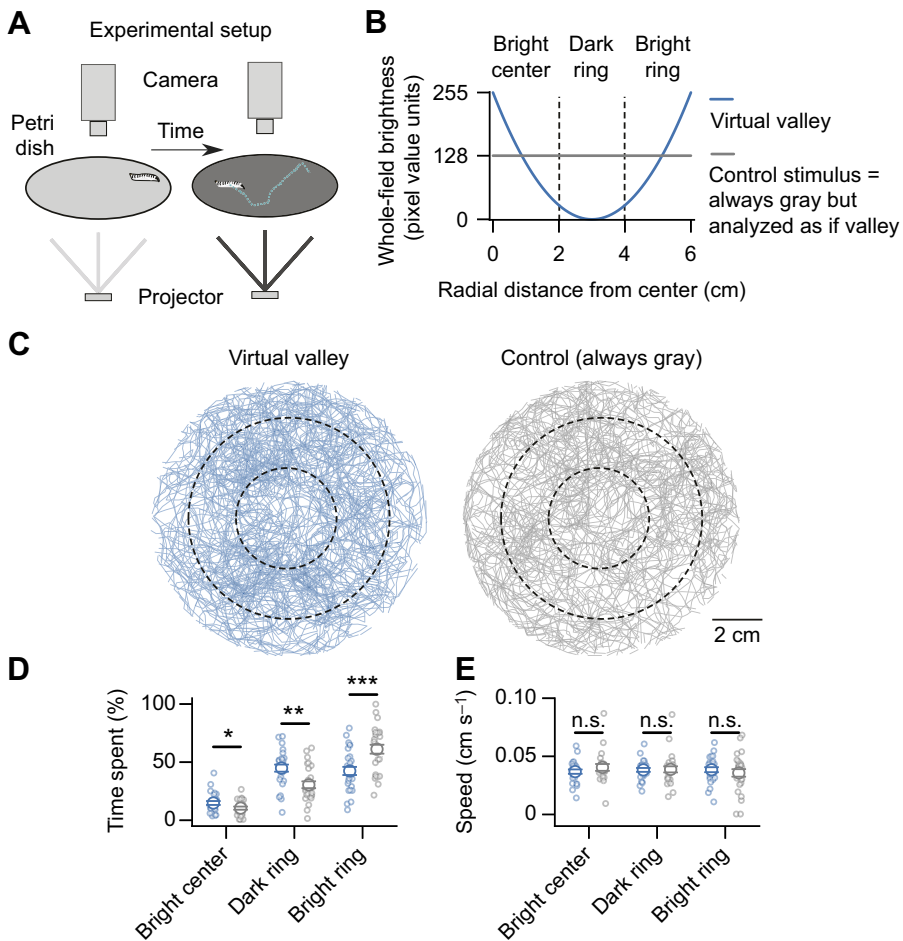 A
Experimental setup
Camera
Petri
dish
Time
Projector
B
Bright
center
Dark
ring
Bright
ring
Whole-field brightness
(pixel value units)
255
128
0
0
2
4
6
Radial distance from center (cm)
Virtual valley
Control stimulus =
always gray but
analyzed as if valley
C
Virtual valley
Control (always gray)
2 cm
D
Time spent (%)
100
50
0
*
**
***
Bright center
Dark ring
Bright ring
E
Speed (cm s−1)
0.10
0.05
0
n.s.
n.s.
n.s.
Bright center
Dark ring
Bright ring